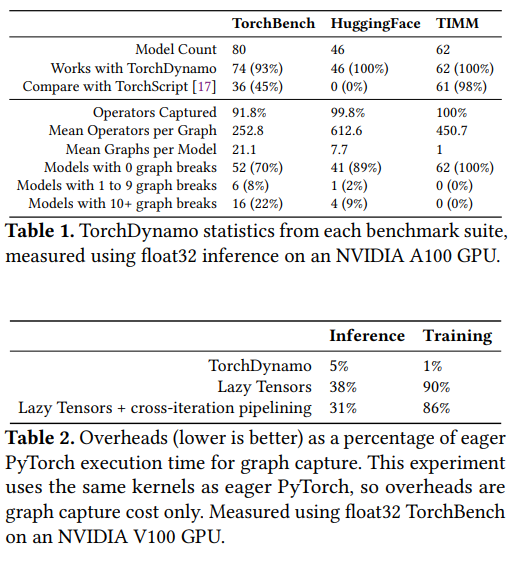 TorchBench HuggingFace TIMM
Model Count 80 46 62
Works with TorchDynamo 74 (93%) 46 (100%) 62 (100%)
Compare with TorchScript [17] 36 (45%) 0 (0%) 61 (98%)
Operators Captured 91.8% 99.8% 100%
Mean Operators per Graph 252.8 612.6 450.7
Mean Graphs per Model 21.1 7.7 1
Models with 0 graph breaks 52 (70%) 41 (89%) 62 (100%)
Models with 1 to 9 graph breaks 6 (8%) 1 (2%) 0 (0%)
Models with 10+ graph breaks 16 (22%) 4 (9%) 0 (0%)
Table 1. TorchDynamo statistics from each benchmark suite,
measured using float32 inference on an NVIDIA A100 GPU.
Inference Training
TorchDynamo 5% 1%
Lazy Tensors 38% 90%
Lazy Tensors + cross-iteration pipelining 31% 86%
Table 2. Overheads (lower is better) as a percentage of eager
PyTorch execution time for graph capture. This experiment
uses the same kernels as eager PyTorch, so overheads are
graph capture cost only. Measured using float32 TorchBench
on an NVIDIA V100 GPU.